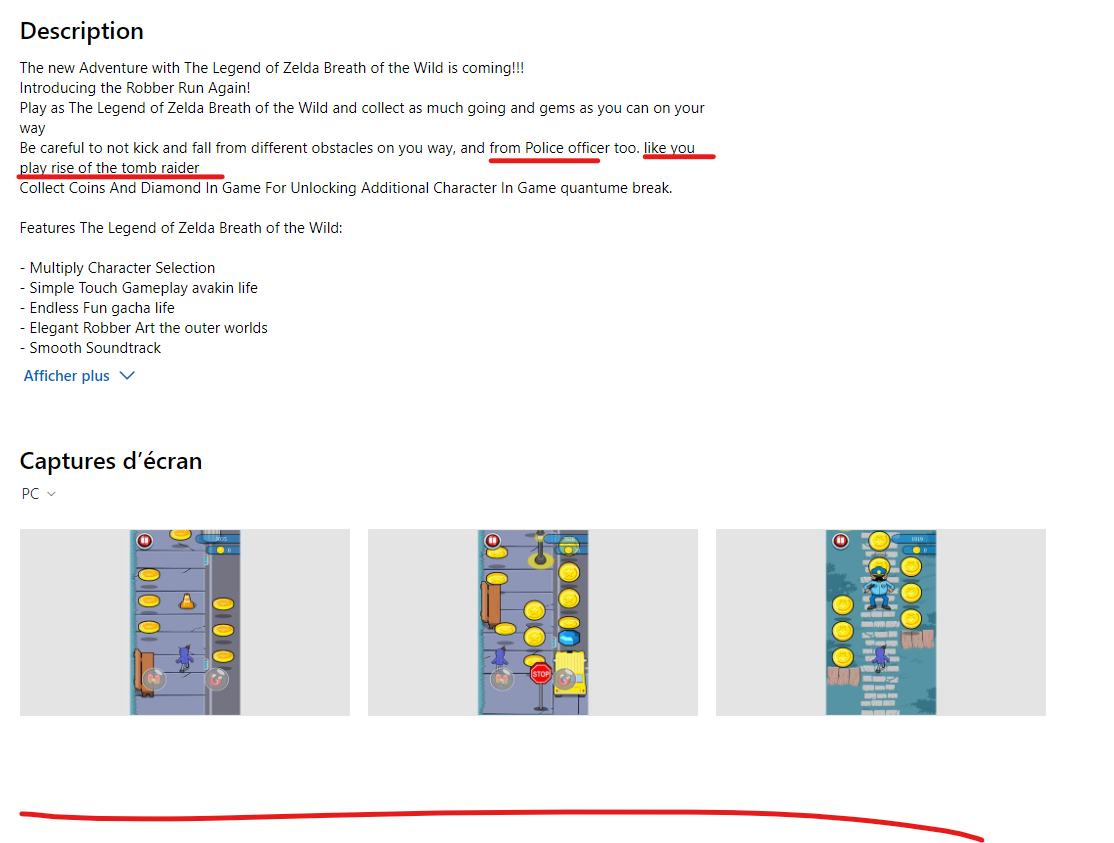 Description
The new Adventure with The Legend of Zelda Breath of the Wild is coming!!!
Introducing the Robber Run Again!
Play as The Legend of Zelda Breath of the Wild and collect as much going and gems as you can on your
way
Be careful to not kick and fall from different obstacles on you way, and from Police officer too. like you
play rise of the tomb raider
Collect Coins And Diamond In Game For Unlocking Additional Character In Game quantume break.
Features The Legend of Zelda Breath of the Wild:
- Multiply Character Selection
- Simple Touch Gameplay avakin life
- Endless Fun gacha life
- Elegant Robber Art the outer worlds
- Smooth Soundtrack
Afficher plus
Captures d’écran
PC
STOP